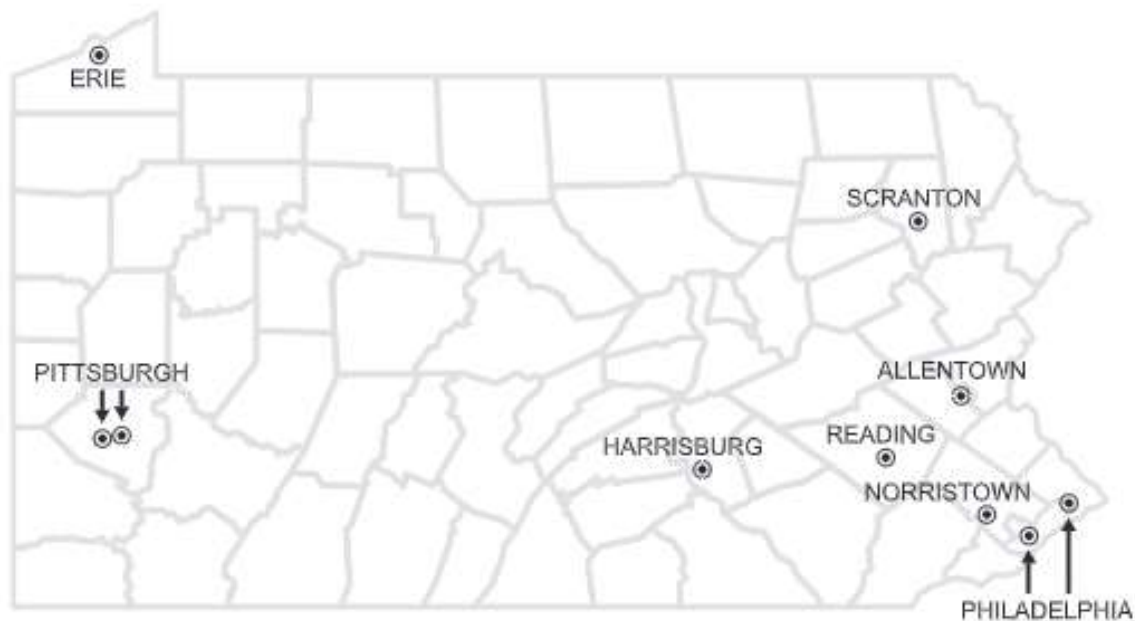 ERIE
SCRANTON
PITTSBURGH
ALLENTOWN
HARRISBURG
READING
NORRISTOWN
PHILADELPHIA